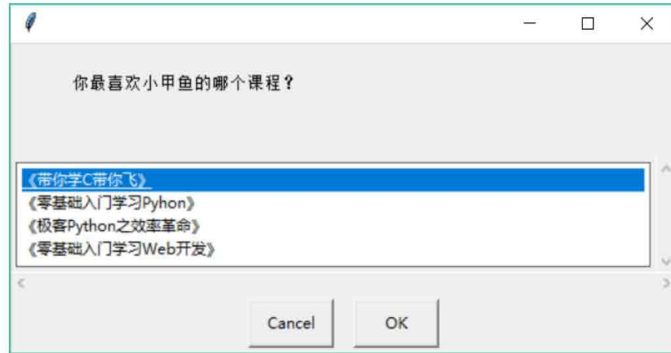 你最喜欢小甲鱼的哪个课程？
《带你学C带你飞》
《零基础入门学习Pyhon》
《极客Python之效率革命》
《零基础入门学习Web开发》
Cancel OK